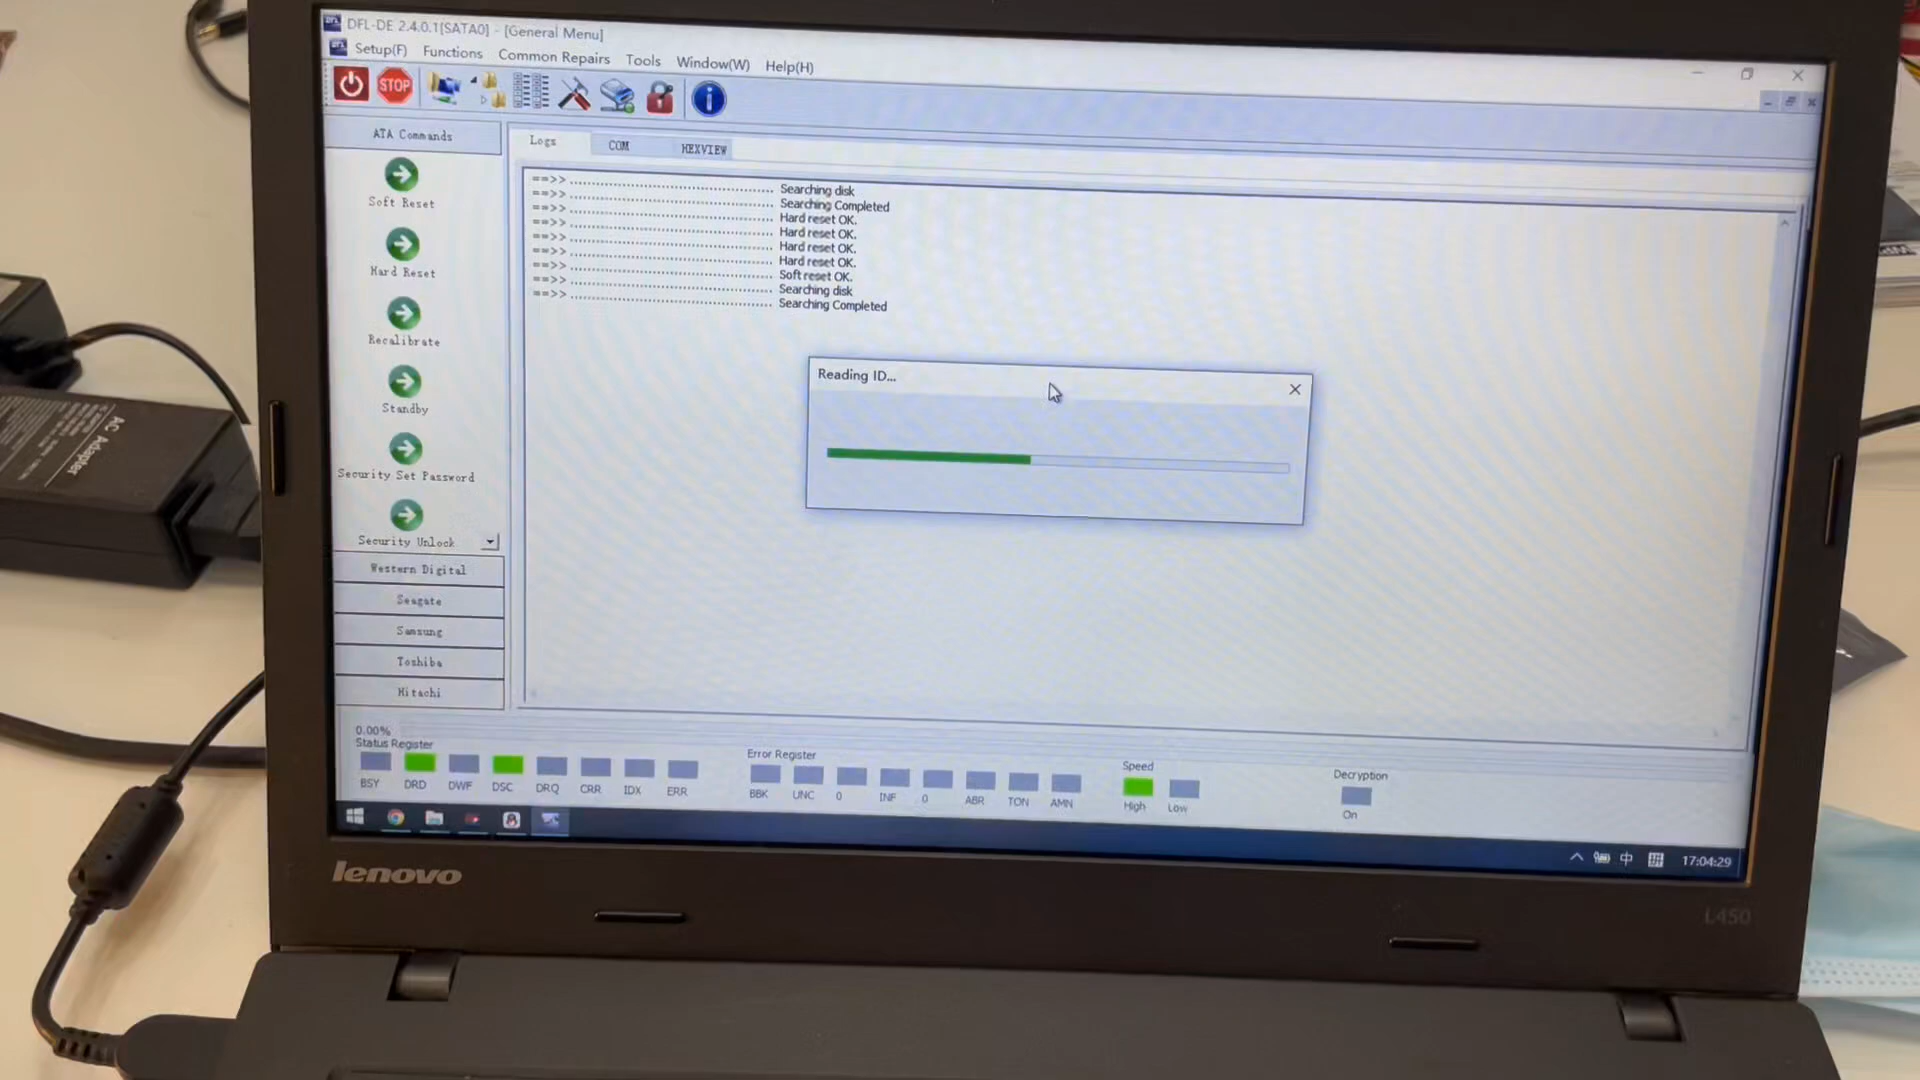 DFL-DE 2.4.0.1[SATA0] - [General Menu]
Setup(F) Functions Common Repairs Tools Window(W) Help(H)
STOP
ATA Commands
Logs COM HEXVIEW
Soft Reset
Hard Reset
Recalibrate
Standby
Security Set Password
Security Unlock
Western Digital
Seagate
Samsung
Toshiba
Hitachi
==>> Searching disk
==>> Searching Completed
==>> Hard reset OK.
==>> Hard reset OK.
==>> Hard reset OK.
==>> Hard reset OK.
==>> Soft reset OK.
==>> Searching disk
==>> Searching Completed
Reading ID...
0.00%
Status Register
BSY DRD DWF DSC DRQ CRR IDX ERR
Error Register
BBK UNC 0 INF 0 ABR TON AMN
Speed
High Low
Decryption
On
中 17:04:29
lenovo
L450
AC Adapter